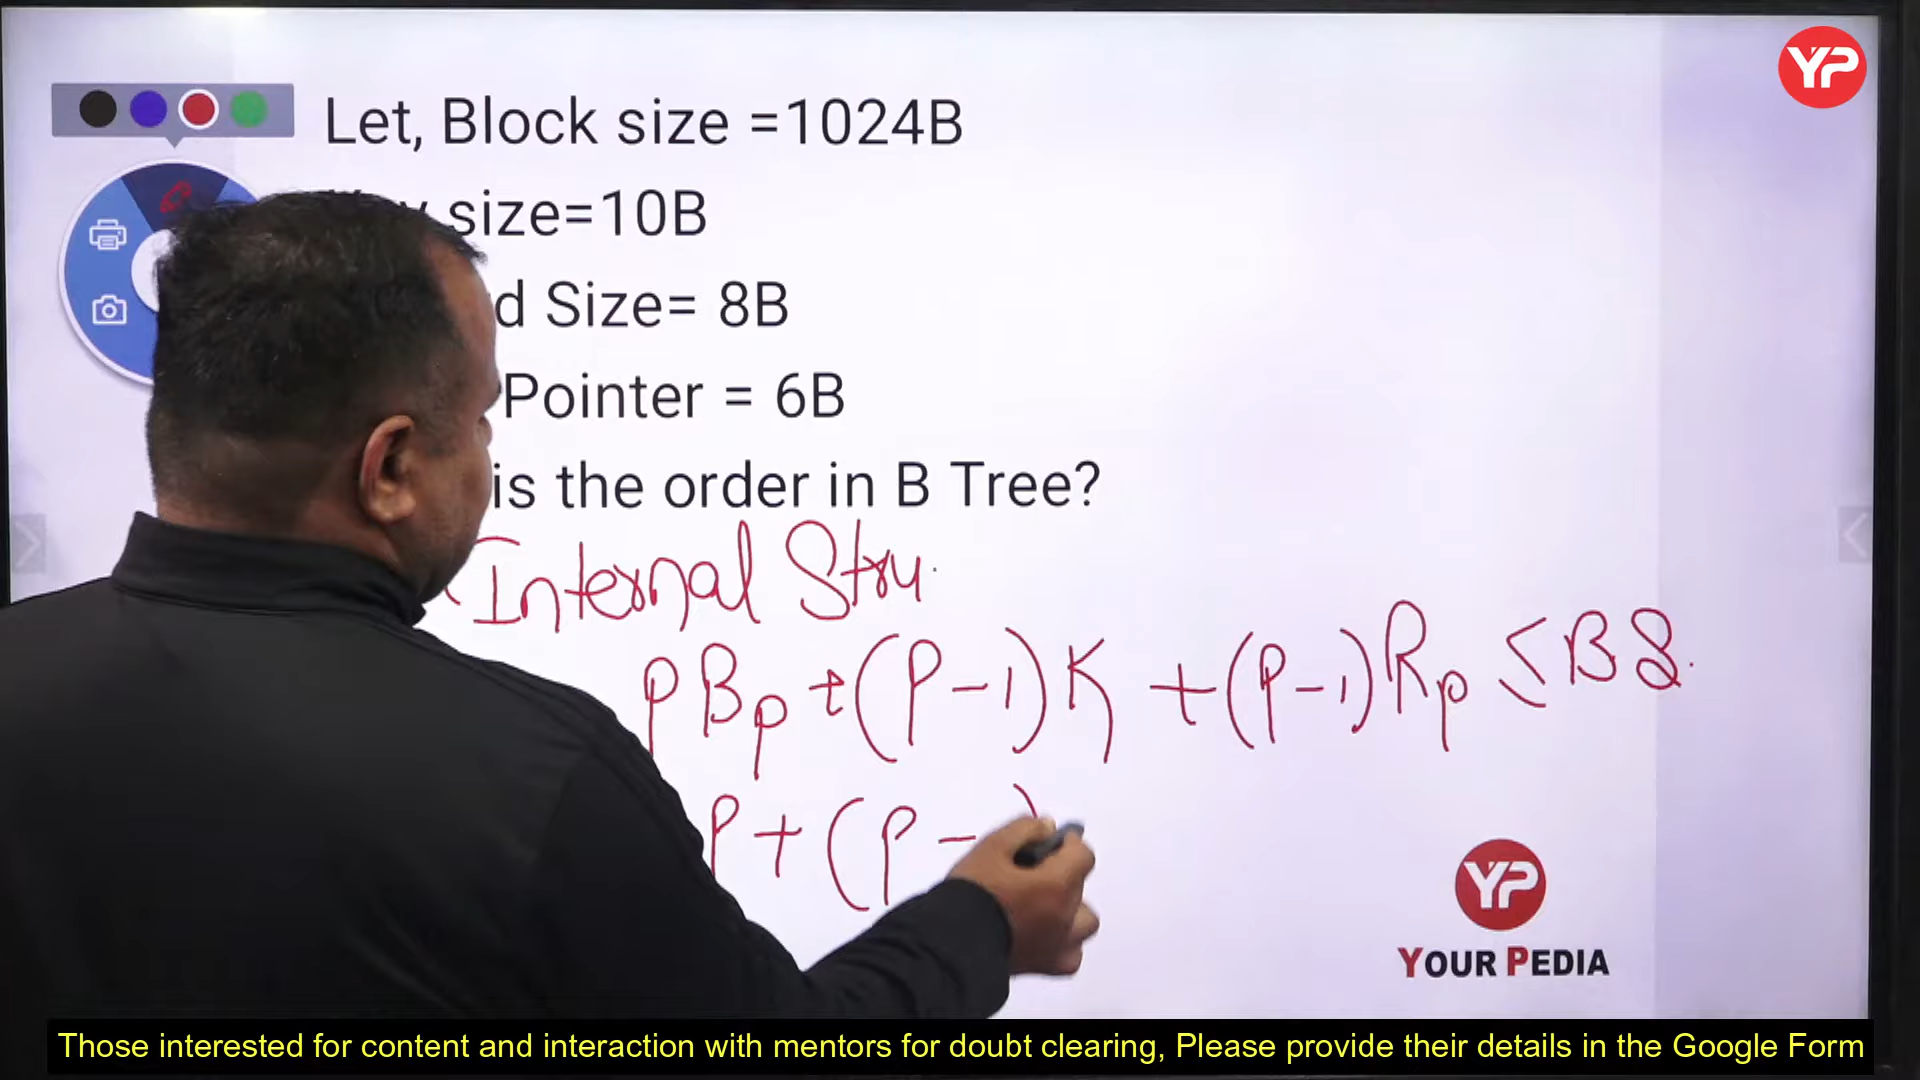 YP
Let, Block size =1024B
size=10B
d Size= 8B
Pointer = 6B
is the order in B Tree?
Internal Stru.
P Bp + (P-1) K + (P-1) Rp ≤ BS.
P + (P-
YP
YOUR PEDIA
Those interested for content and interaction with mentors for doubt clearing, Please provide their details in the Google Form